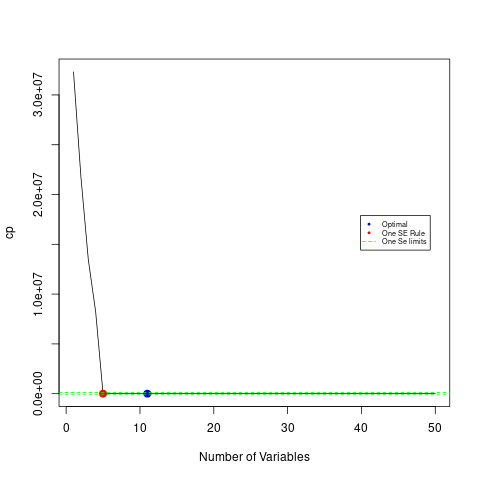 3.0e+07
2.0e+07
1.0e+07
0.0e+00
cp
Optimal
One SE Rule
One Se limits
0 10 20 30 40 50
Number of Variables